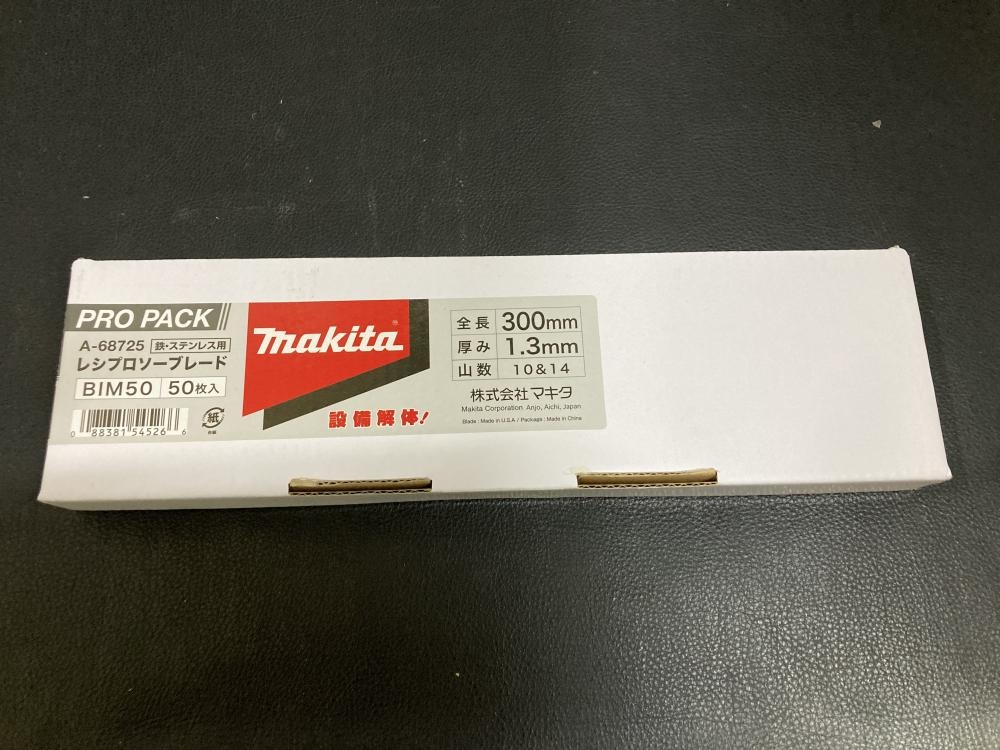 PRO PACK
A-68725 鉄・ステンレス用
レシプロソーブレード
BIM50 50枚入
0 88381 54526 6
紙
makita®
設備解体!
全長 300mm
厚み 1.3mm
山数 10&14
株式会社マキタ
Makita Corporation Anjo, Aichi, Japan
Blade : Made in U.S.A / Package : Made in China